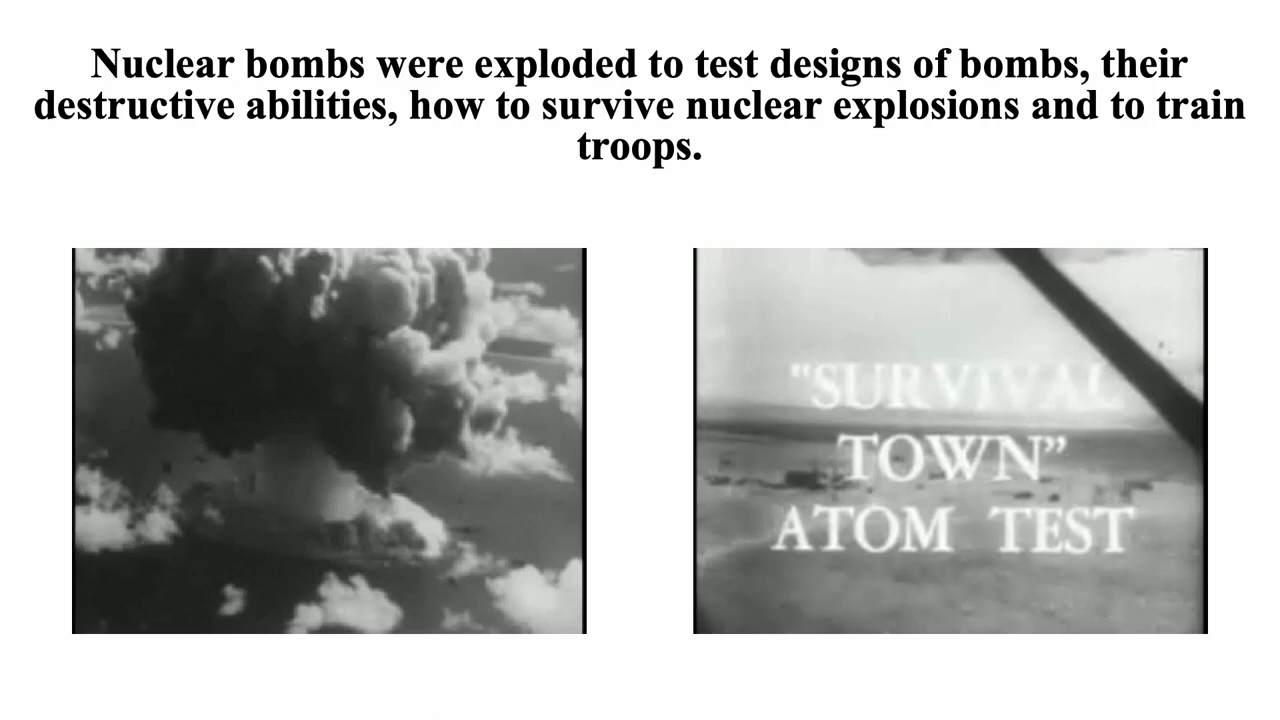 Nuclear bombs were exploded to test designs of bombs, their
destructive abilities, how to survive nuclear explosions and to train
troops.
“SURVIVAL
TOWN”
ATOM TEST